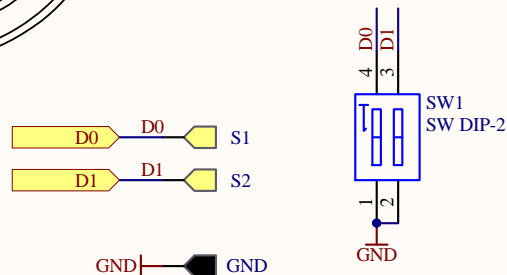 D0 D1
4 3
SW1
SW DIP-2
1 2
GND
D0 D0 S1
D1 D1 S2
GND GND